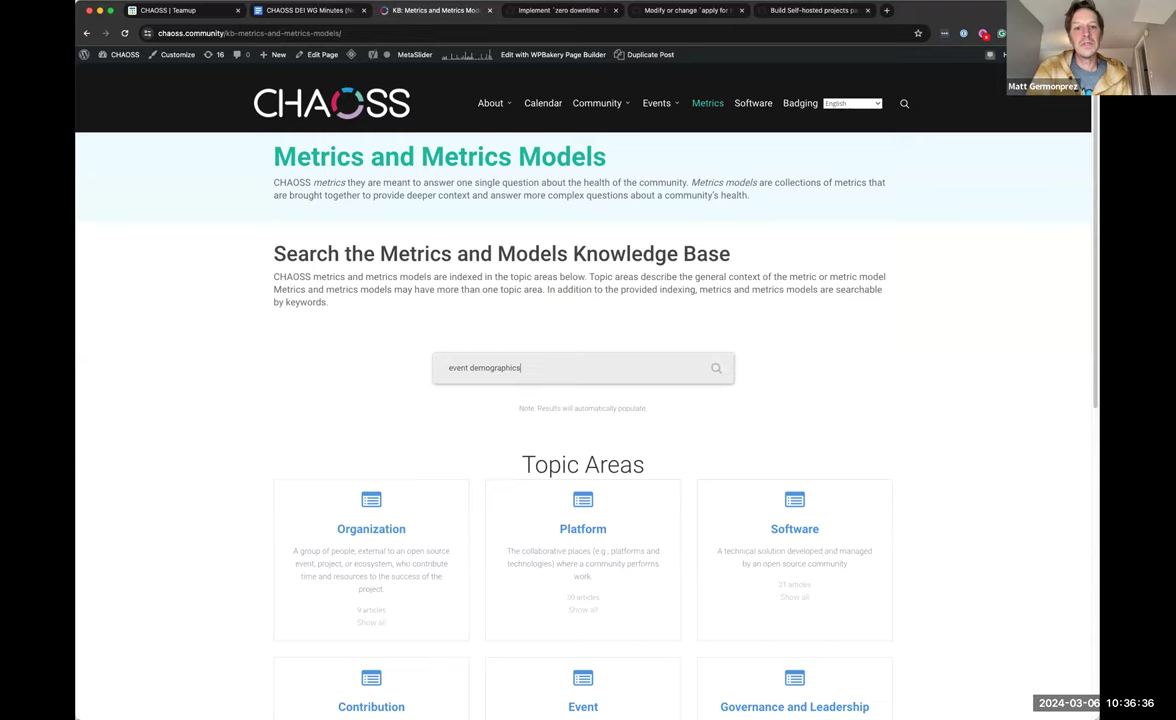 CHAOSS | Teamup
CHAOSS DEI WG Minutes (N
KB: Metrics and Metrics Mod
Implement `zero downtime`
Modify or change `apply for
Build Self-hosted projects pa
chaoss.community/kb-metrics-and-metrics-models/
CHAOSS
Customize
16
0
New
Edit Page
MetaSlider
Edit with WPBakery Page Builder
Duplicate Post
Matt Germonprez
CHAOSS
About
Calendar
Community
Events
Metrics
Software
Badging
English
Metrics and Metrics Models
CHAOSS metrics they are meant to answer one single question about the health of the community. Metrics models are collections of metrics that
are brought together to provide deeper context and answer more complex questions about a community's health.
Search the Metrics and Models Knowledge Base
CHAOSS metrics and metrics models are indexed in the topic areas below. Topic areas describe the general context of the metric or metric model
Metrics and metrics models may have more than one topic area. In addition to the provided indexing, metrics and metrics models are searchable
by keywords.
event demographics
Note: Results will automatically populate.
Topic Areas
Organization
A group of people, external to an open source
event, project, or ecosystem, who contribute
time and resources to the success of the
project.
9 articles
Show all
Platform
The collaborative places (e.g., platforms and
technologies) where a community performs
work.
30 articles
Show all
Software
A technical solution developed and managed
by an open source community
21 articles
Show all
Contribution
Event
Governance and Leadership
2024-03-06 10:36:36